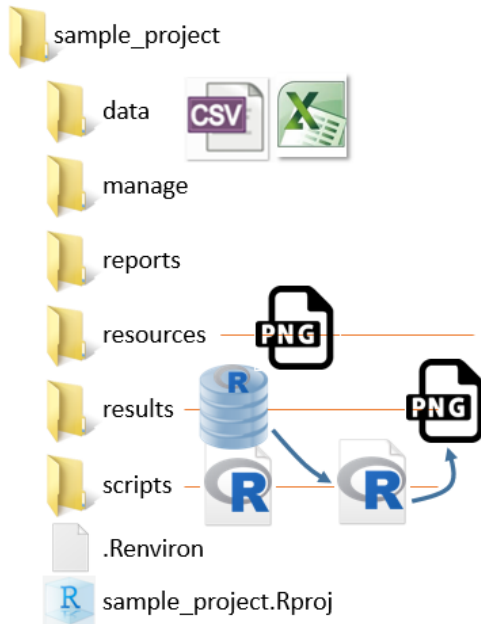 sample_project
data CSV X
manage
reports
resources PNG
R
results PNG
scripts R R
.Renviron
R sample_project.Rproj